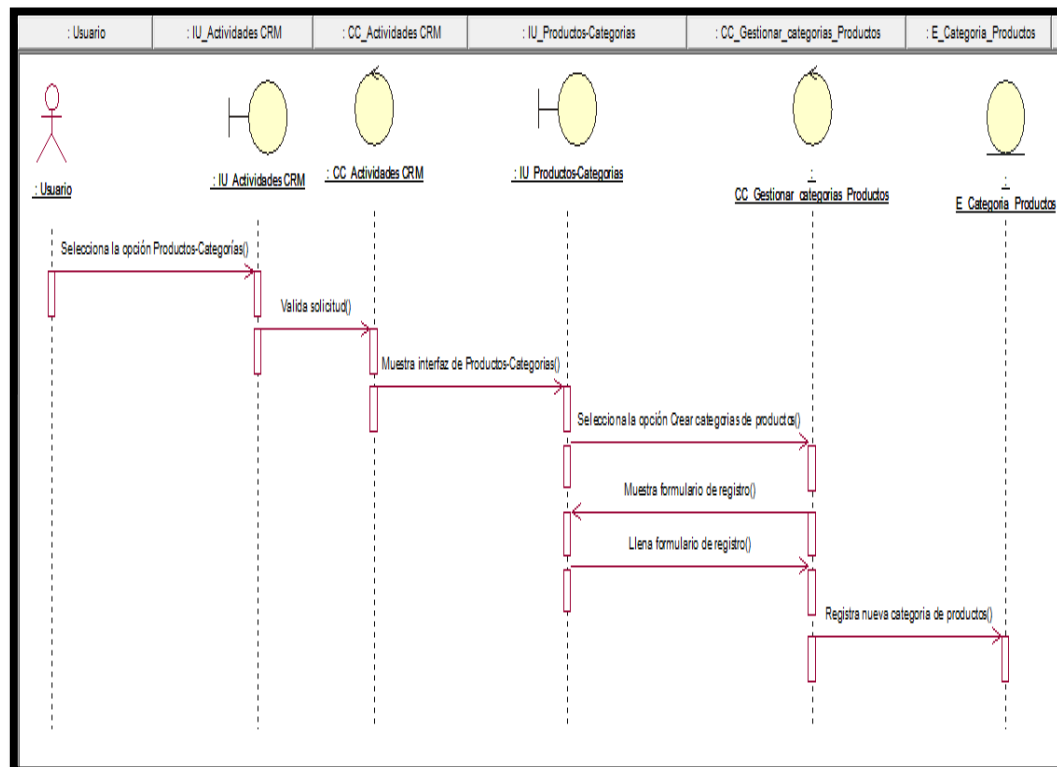 : Usuario
: IU_Actividades CRM
: CC_Actividades CRM
: IU_Productos-Categorias
: CC_Gestionar_categorias_Productos
: E_Categoria_Productos
: Usuario
: IU_Actividades CRM
: CC_Actividades CRM
: IU_Productos-Categorias
:
CC_Gestionar_categorias_Productos
:
E_Categoria_Productos
Selecciona la opción Productos-Categorías()
Valida solicitud()
Muestra interfaz de Productos-Categorias()
Selecciona la opción Crear categorias de productos()
Muestra formulario de registro()
Llena formulario de registro()
Registra nueva categoria de productos()